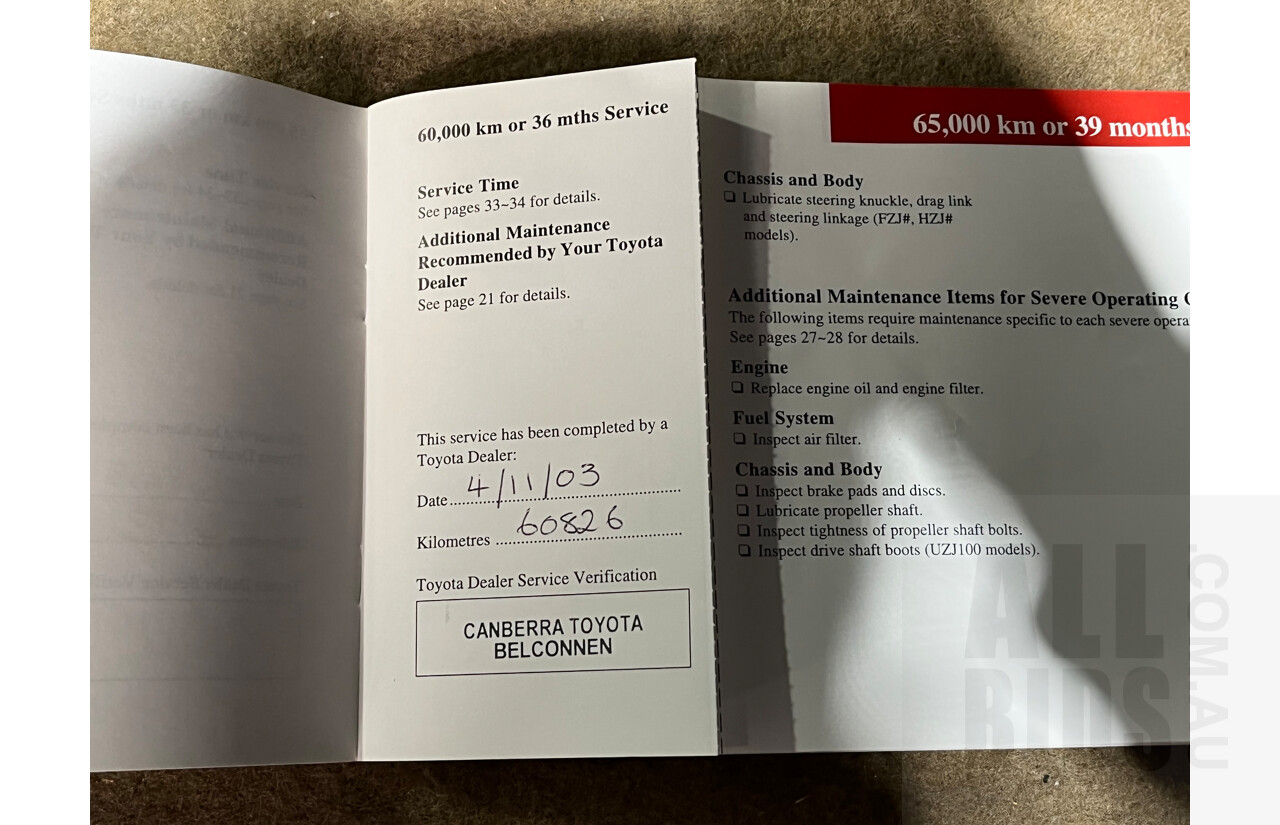 60,000 km or 36 mths Service
Service Time
See pages 33~34 for details.
Additional Maintenance
Recommended by Your Toyota
Dealer
See page 21 for details.
This service has been completed by a
Toyota Dealer:
Date 4/11/03
Kilometres 60826
Toyota Dealer Service Verification
CANBERRA TOYOTA
BELCONNEN
65,000 km or 39 months
Chassis and Body
❑ Lubricate steering knuckle, drag link
and steering linkage (FZJ#, HZJ#
models).
Additional Maintenance Items for Severe Operating
The following items require maintenance specific to each severe
See pages 27~28 for details.
Engine
❑ Replace engine oil and engine filter.
Fuel System
❑ Inspect air filter.
Chassis and Body
❑ Inspect brake pads and discs.
❑ Lubricate propeller shaft.
❑ Inspect tightness of propeller shaft bolts.
❑ Inspect drive shaft boots (UZJ100 models).
ALL
BIDS
.COM.AU